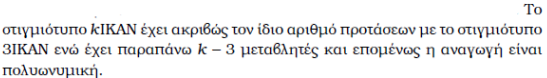 Το
στιγμιότυπο kΙΚΑΝ έχει ακριβώς τον ίδιο αριθμό προτάσεων με το στιγμιότυπο
3ΙΚΑΝ ενώ έχει παραπάνω k − 3 μεταβλητές και επομένως η αναγωγή είναι
πολυωνυμική.